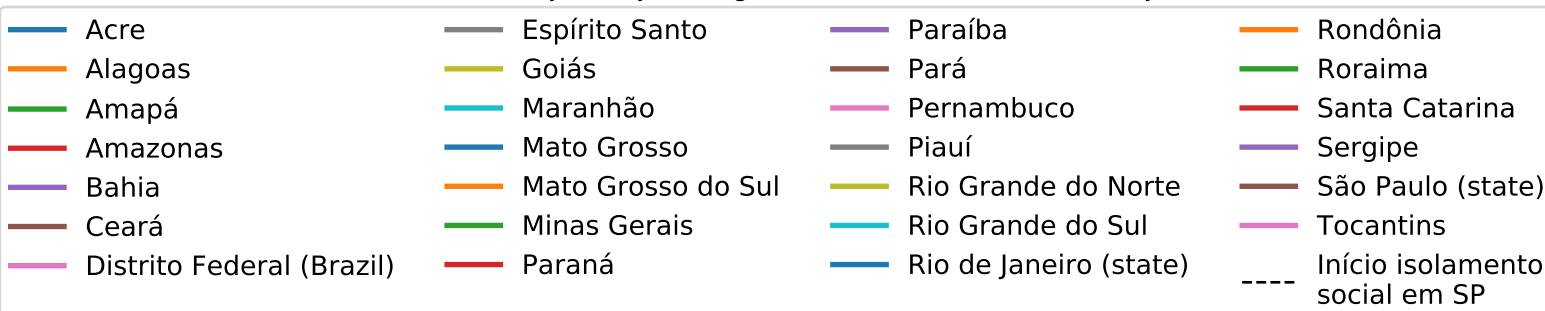 Acre
Alagoas
Amapá
Amazonas
Bahia
Ceará
Distrito Federal (Brazil)
Espírito Santo
Goiás
Maranhão
Mato Grosso
Mato Grosso do Sul
Minas Gerais
Paraná
Paraíba
Pará
Pernambuco
Piauí
Rio Grande do Norte
Rio Grande do Sul
Rio de Janeiro (state)
Rondônia
Roraima
Santa Catarina
Sergipe
São Paulo (state)
Tocantins
Início isolamento
social em SP